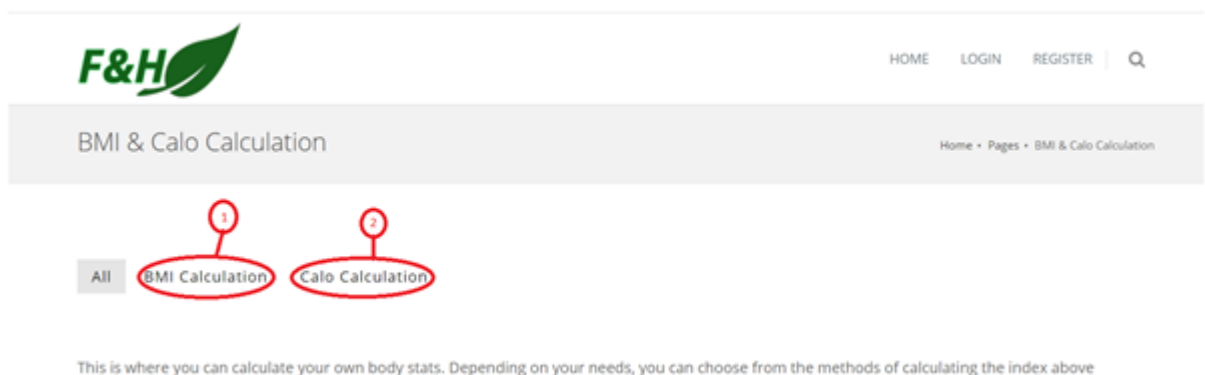 F&H
HOME LOGIN REGISTER
BMI & Calo Calculation
Home • Pages • BMI & Calo Calculation
1 2
All BMI Calculation Calo Calculation
This is where you can calculate your own body stats. Depending on your needs, you can choose from the methods of calculating the index above